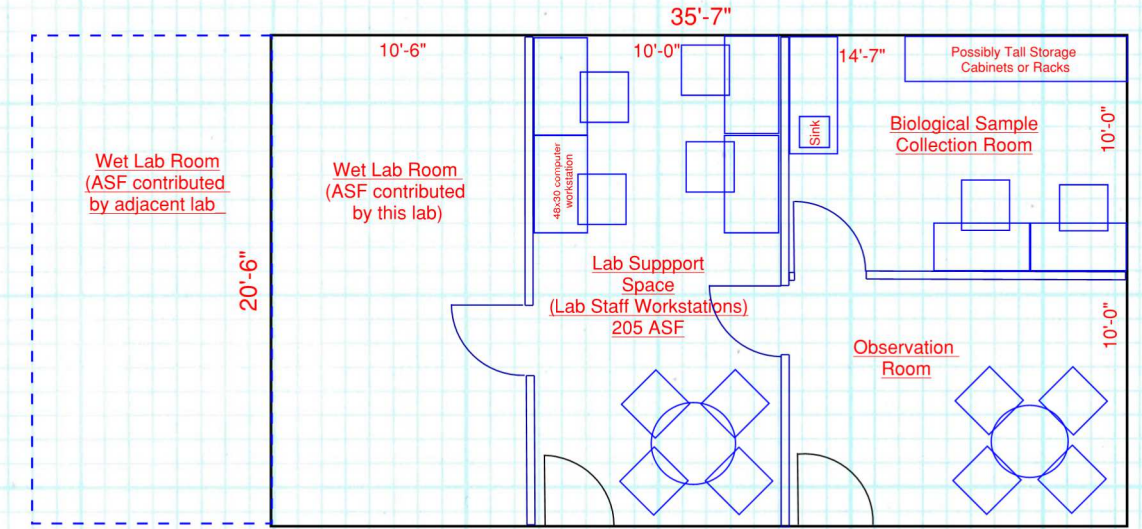 35'-7"
10'-6"
10'-0"
14'-7"
Possibly Tall Storage
Cabinets or Racks
Sink
Biological Sample
Collection Room
10'-0"
Wet Lab Room
(ASF contributed
by adjacent lab
Wet Lab Room
(ASF contributed
by this lab)
48x30 computer
workstation
20'-6"
Lab Suppport
Space
(Lab Staff Workstations)
205 ASF
Observation
Room
10'-0"